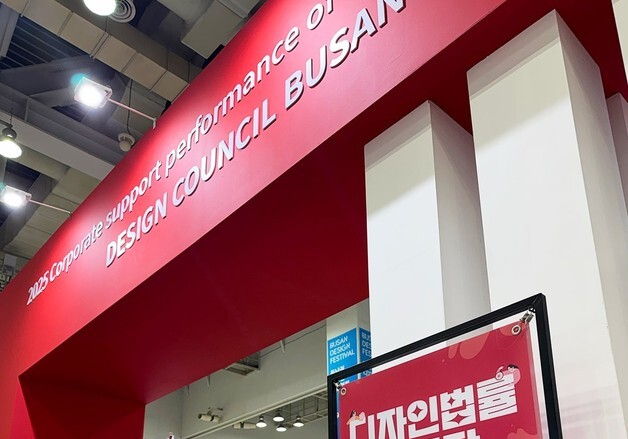 2025 Corporate support performance of
DESIGN COUNCIL BUSAN
BUSAN
DESIGN
FESTIVAL
디자인법률